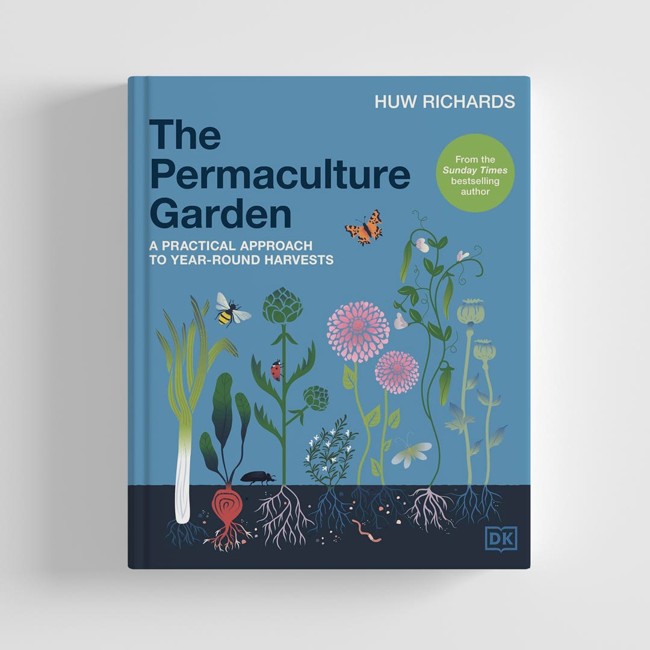 HUW RICHARDS
The
Permaculture
Garden
A PRACTICAL APPROACH
TO YEAR-ROUND HARVESTS
From the
Sunday Times
bestselling
author
DK